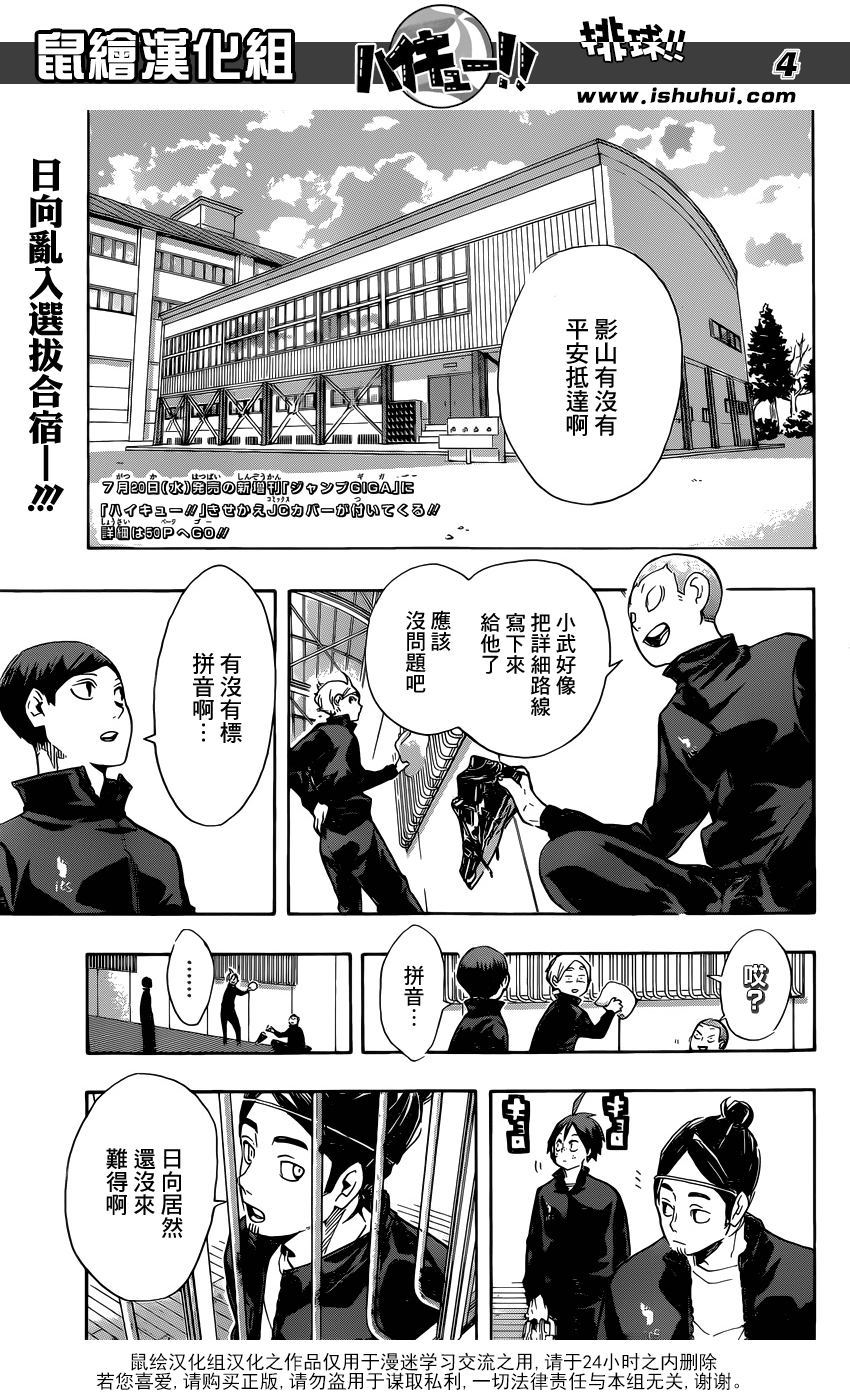 鼠繪漢化組
ハイキュー!!
排球!!
4
www.ishuhui.com
日向亂入選拔合宿—!!!
影山有沒有
平安抵達啊
7月20日(水)発売の新増刊「ジャンプGIGA」に
「ハイキュー!!」きせかえJCカバーが付いてくる!!
詳細は50PへGO!!
小武好像
把詳細路線
寫下來
給他了
應該
沒問題吧
有沒有標
拼音啊…
哎?
拼音…
……
キョロ
キョロ
日向居然
還沒來
難得啊
鼠绘汉化组汉化之作品仅用于漫迷学习交流之用, 请于24小时之内删除
若您喜爱, 请购买正版, 请勿盗用于谋取私利, 一切法律责任与本组无关, 谢谢。